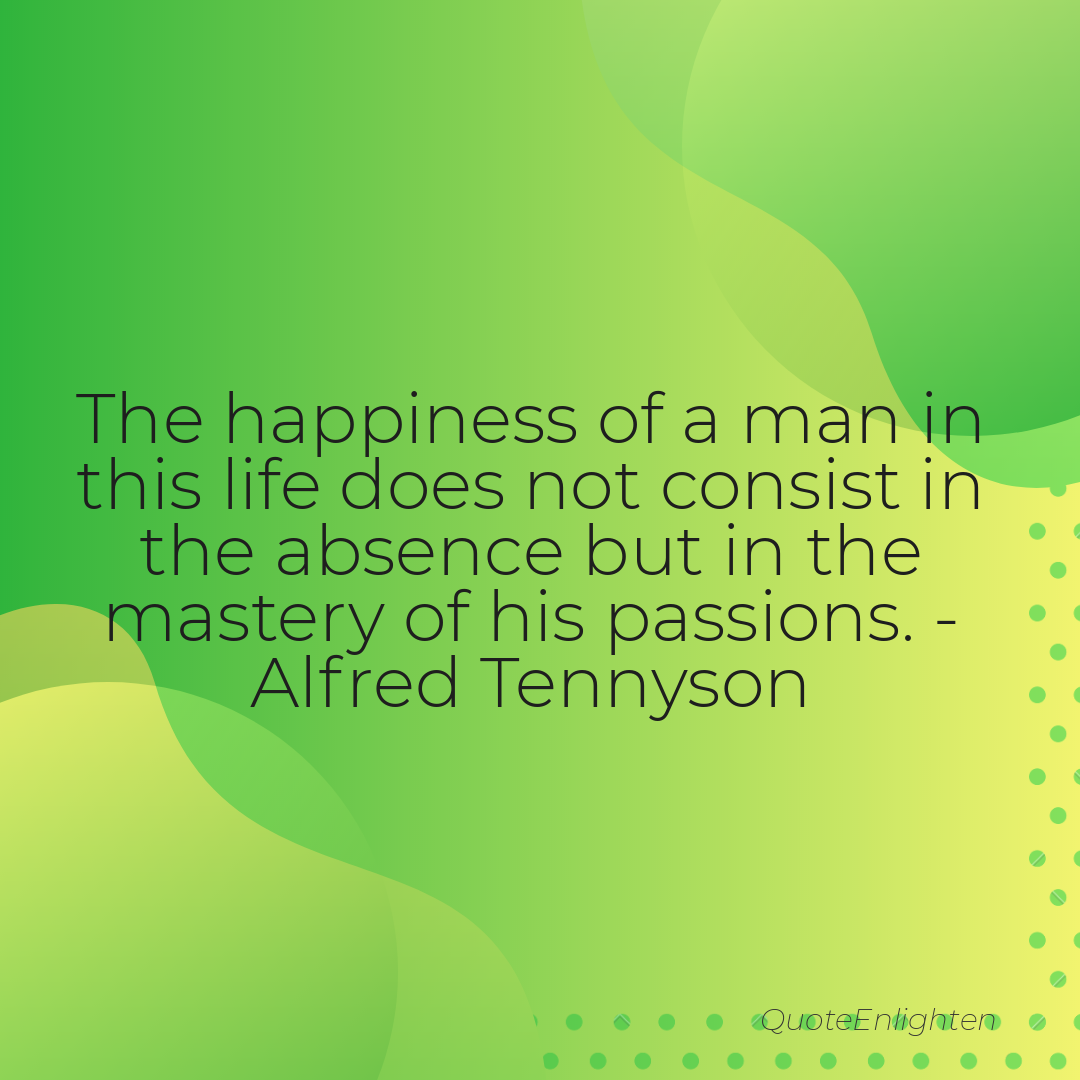 The happiness of a man in
this life does not consist in
the absence but in the
mastery of his passions. -
Alfred Tennyson
QuoteEnlighten